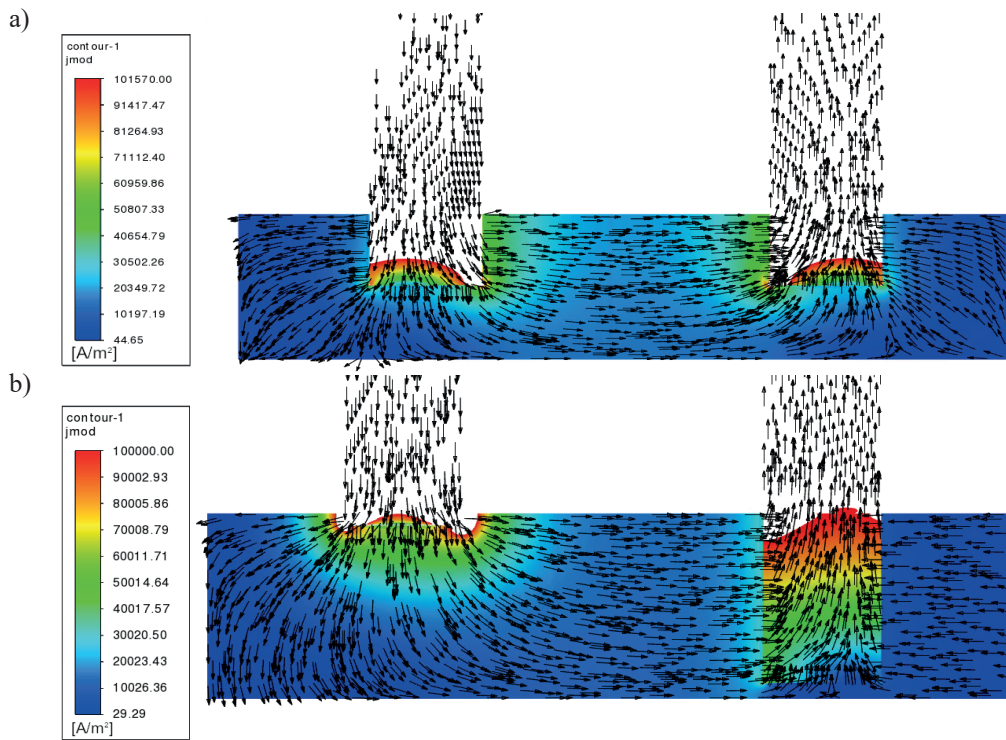 a)
contour-1
jmod
101570.00
91417.47
81264.93
71112.40
60959.86
50807.33
40654.79
30502.26
20349.72
10197.19
44.65
[A/m²]
b)
contour-1
jmod
100000.00
90002.93
80005.86
70008.79
60011.71
50014.64
40017.57
30020.50
20023.43
10026.36
29.29
[A/m²]